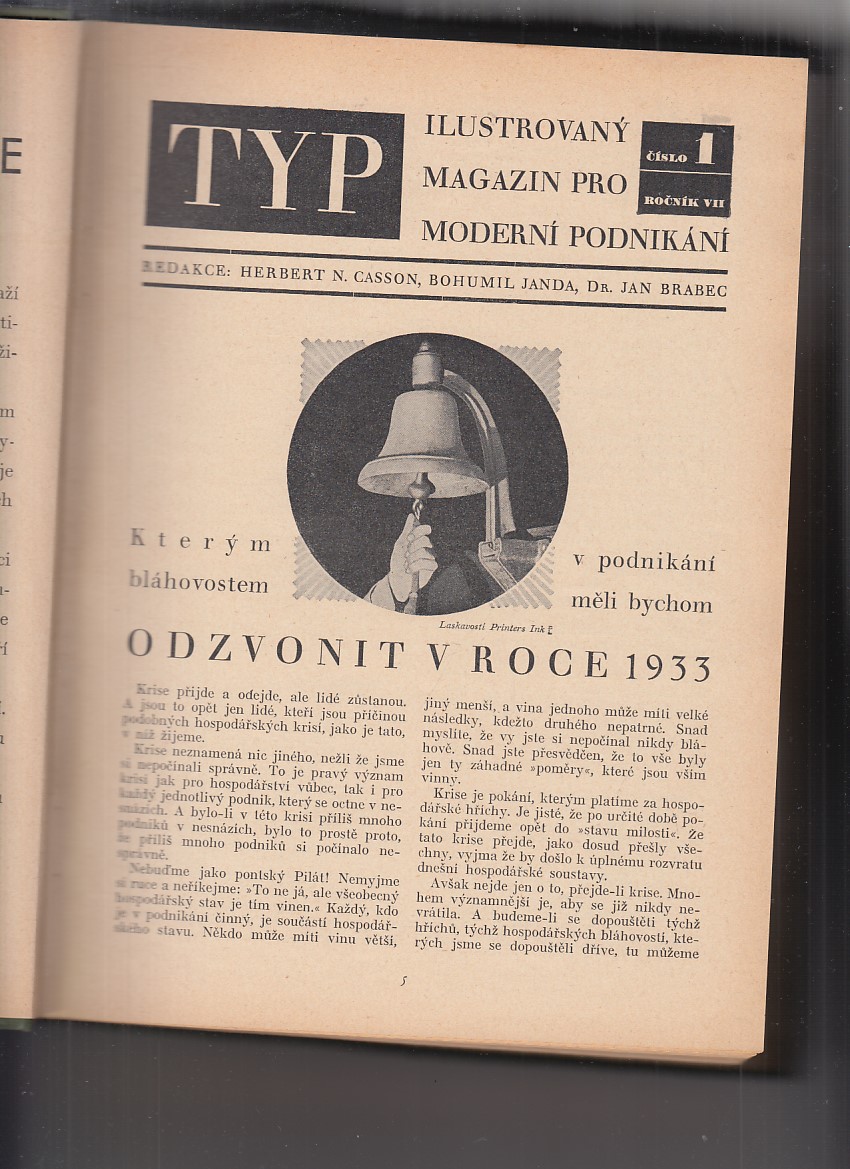 E
aží
ti-
ži-
m
y-
je
ch
ci
u-
e
ří
í.
u
TYP
ILUSTROVANÝ
MAGAZIN PRO
MODERNÍ PODNIKÁNÍ
ČÍSLO 1
ROČNÍK VII
REDAKCE: HERBERT N. CASSON, BOHUMIL JANDA, DR. JAN BRABEC
Kterým
bláhovostem
v podnikání
měli bychom
Laskavosti Printers Ink
ODZVONIT V ROCE 1933
Krise přijde a odejde, ale lidé zůstanou.
A jsou to opět jen lidé, kteří jsou příčinou
podobných hospodářských krisí, jako je tato,
v níž žijeme.
Krise neznamená nic jiného, nežli že jsme
si nepočínali správně. To je pravý význam
krisí jak pro hospodářství vůbec, tak i pro
každý jednotlivý podnik, který se octne v ne-
snázích. A bylo-li v této krisi příliš mnoho
podniků v nesnázích, bylo to prostě proto,
že příliš mnoho podniků si počínalo ne-
správně.
Nebuďme jako pontský Pilát! Nemyjme
si ruce a neříkejme: »To ne já, ale všeobecný
hospodářský stav je tím vinen.« Každý, kdo
je v podnikání činný, je součástí hospodář-
ského stavu. Někdo může míti vinu větší,
jiný menší, a vina jednoho může míti velké
následky, kdežto druhého nepatrné. Snad
myslíte, že vy jste si nepočínal nikdy blá-
hově. Snad jste přesvědčen, že to vše byly
jen ty záhadné »poměry«, které jsou vším
vinny.
Krise je pokání, kterým platíme za hospo-
dářské hříchy. Je jisté, že po určité době po-
kání přijdeme opět do »stavu milosti«. Že
tato krise přejde, jako dosud přešly vše-
chny, vyjma že by došlo k úplnému rozvratu
dnešní hospodářské soustavy.
Avšak nejde jen o to, přejde-li krise. Mno-
hem významnější je, aby se již nikdy ne-
vrátila. A budeme-li se dopouštěti týchž
hříchů, týchž hospodářských bláhovostí, kte-
rých jsme se dopouštěli dříve, tu můžeme
5